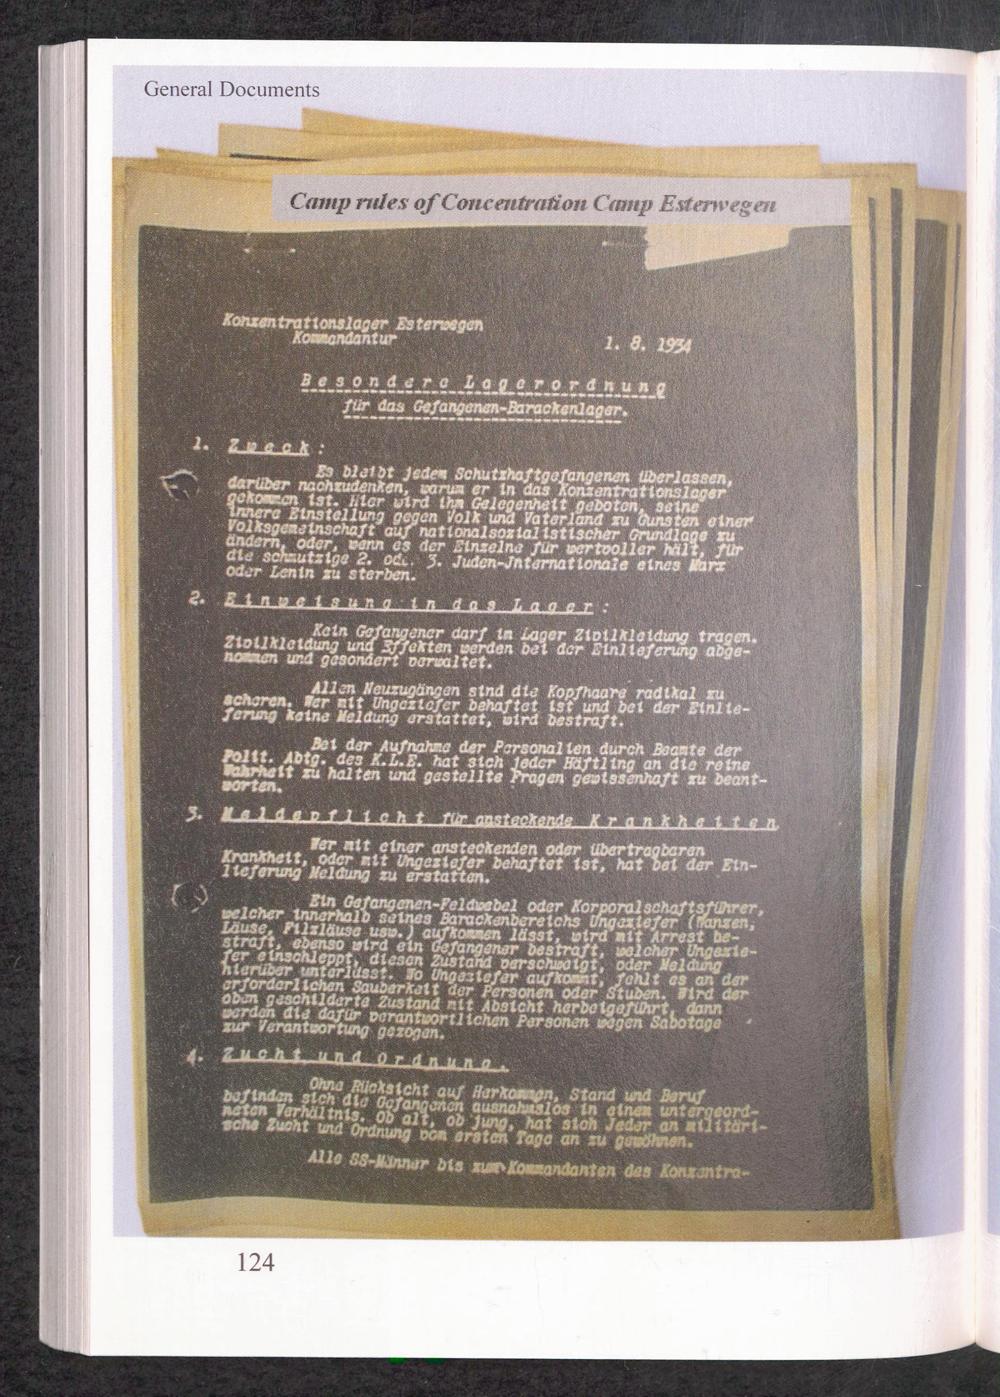 General Documents
Camp rules of Concentration Camp Esterwegen
Konzentrationslager Esterwegen
Kommandantur
1. 8. 1934
Besondere Lagerordnung
für das Gefangenen-Barackenlager.
1. Zweck:
Es bleibt jedem Schutzhaftgefangenen überlassen,
darüber nachzudenken, warum er in das Konzentrationslager
gekommen ist. Hier wird ihm Gelegenheit geboten, seine
innere Einstellung gegen Volk und Vaterland zu Gunsten einer
Volksgemeinschaft auf nationalsozialistischer Grundlage zu
ändern, oder, wenn es der Einzelne für wertvoller hält, für
die schmutzige 2. od. 3. Juden-Jnternationale eines Marx
oder Lenin zu sterben.
2. Einweisung in das Lager:
Kein Gefangener darf im Lager Zivilkleidung tragen.
Zivilkleidung und Effekten werden bei der Einlieferung abge-
nommen und gesondert verwaltet.
Allen Neuzugängen sind die Kopfhaare radikal zu
scheren. Wer mit Ungeziefer behaftet ist und bei der Einlie-
ferung keine Meldung erstattet, wird bestraft.
Bei der Aufnahme der Personalien durch Beamte der
Polit. Abtg. des K.L.E. hat sich jeder Häftling an die reine
Wahrheit zu halten und gestellte Fragen gewissenhaft zu beant-
worten.
3. Meldepflicht für ansteckende Krankheiten
Wer mit einer ansteckenden oder übertragbaren
Krankheit, oder mit Ungeziefer behaftet ist, hat bei der Ein-
lieferung Meldung zu erstatten.
Ein Gefangenen-Feldwebel oder Korporalschaftsführer,
welcher innerhalb seines Barackenbereichs Ungeziefer (Wanzen,
Läuse, Filzläuse usw.) aufkommen lässt, wird mit Arrest be-
straft, ebenso wird ein Gefangener bestraft, welcher Ungezie-
fer einschleppt, diesen Zustand verschweigt, oder Meldung
hierüber unterlässt. Wo Ungeziefer aufkommt, fehlt es an der
erforderlichen Sauberkeit der Personen oder Stuben. Wird der
oben geschilderte Zustand mit Absicht herbeigeführt, dann
werden die dafür verantwortlichen Personen wegen Sabotage
zur Verantwortung gezogen.
4. Zucht und Ordnung.
Ohne Rücksicht auf Herkommen, Stand und Beruf
befinden sich die Gefangenen ausnahmslos in einem untergeord-
neten Verhältnis. Ob alt, ob jung, hat sich Jeder an militäri-
sche Zucht und Ordnung vom ersten Tage an zu gewöhnen.
Alle SS-Männer bis zum Kommandanten des Konzentra-
124